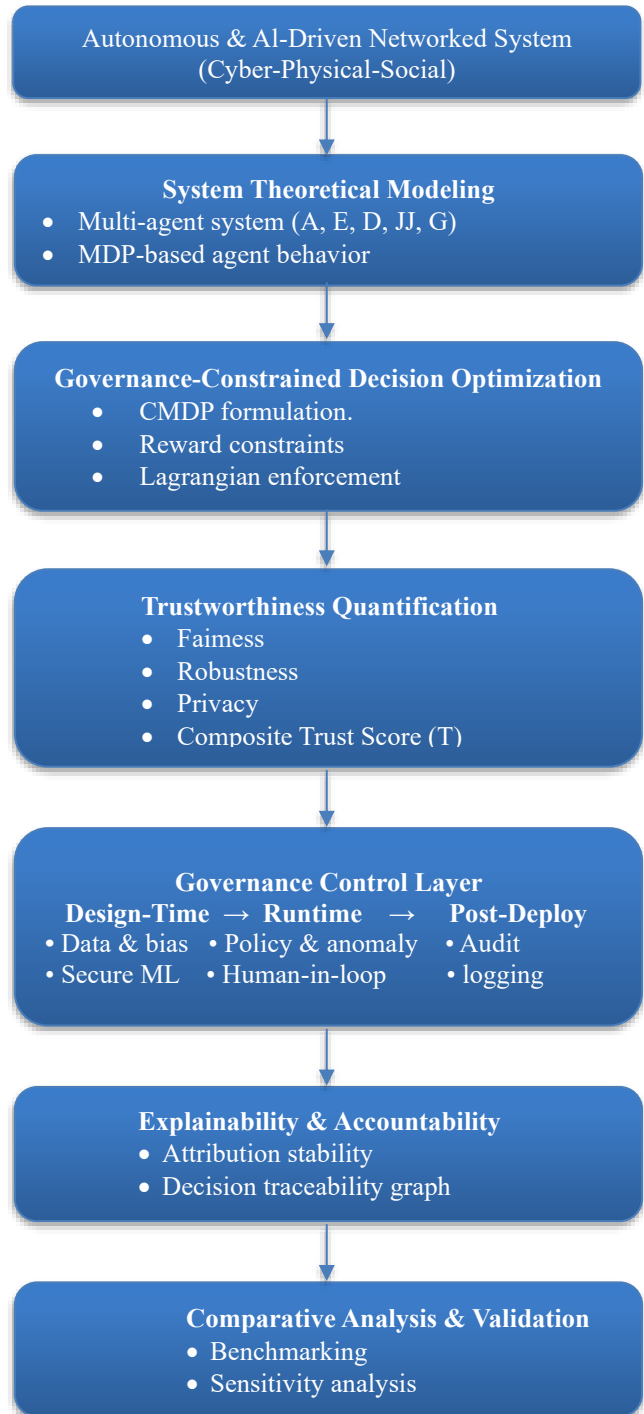 Autonomous & Al-Driven Networked System
(Cyber-Physical-Social)
System Theoretical Modeling
• Multi-agent system (A, E, D, JJ, G)
• MDP-based agent behavior
Governance-Constrained Decision Optimization
• CMDP formulation.
• Reward constraints
• Lagrangian enforcement
Trustworthiness Quantification
• Faimess
• Robustness
• Privacy
• Composite Trust Score (T)
Governance Control Layer
Design-Time → Runtime → Post-Deploy
• Data & bias • Policy & anomaly • Audit
• Secure ML • Human-in-loop • logging
Explainability & Accountability
• Attribution stability
• Decision traceability graph
Comparative Analysis & Validation
• Benchmarking
• Sensitivity analysis